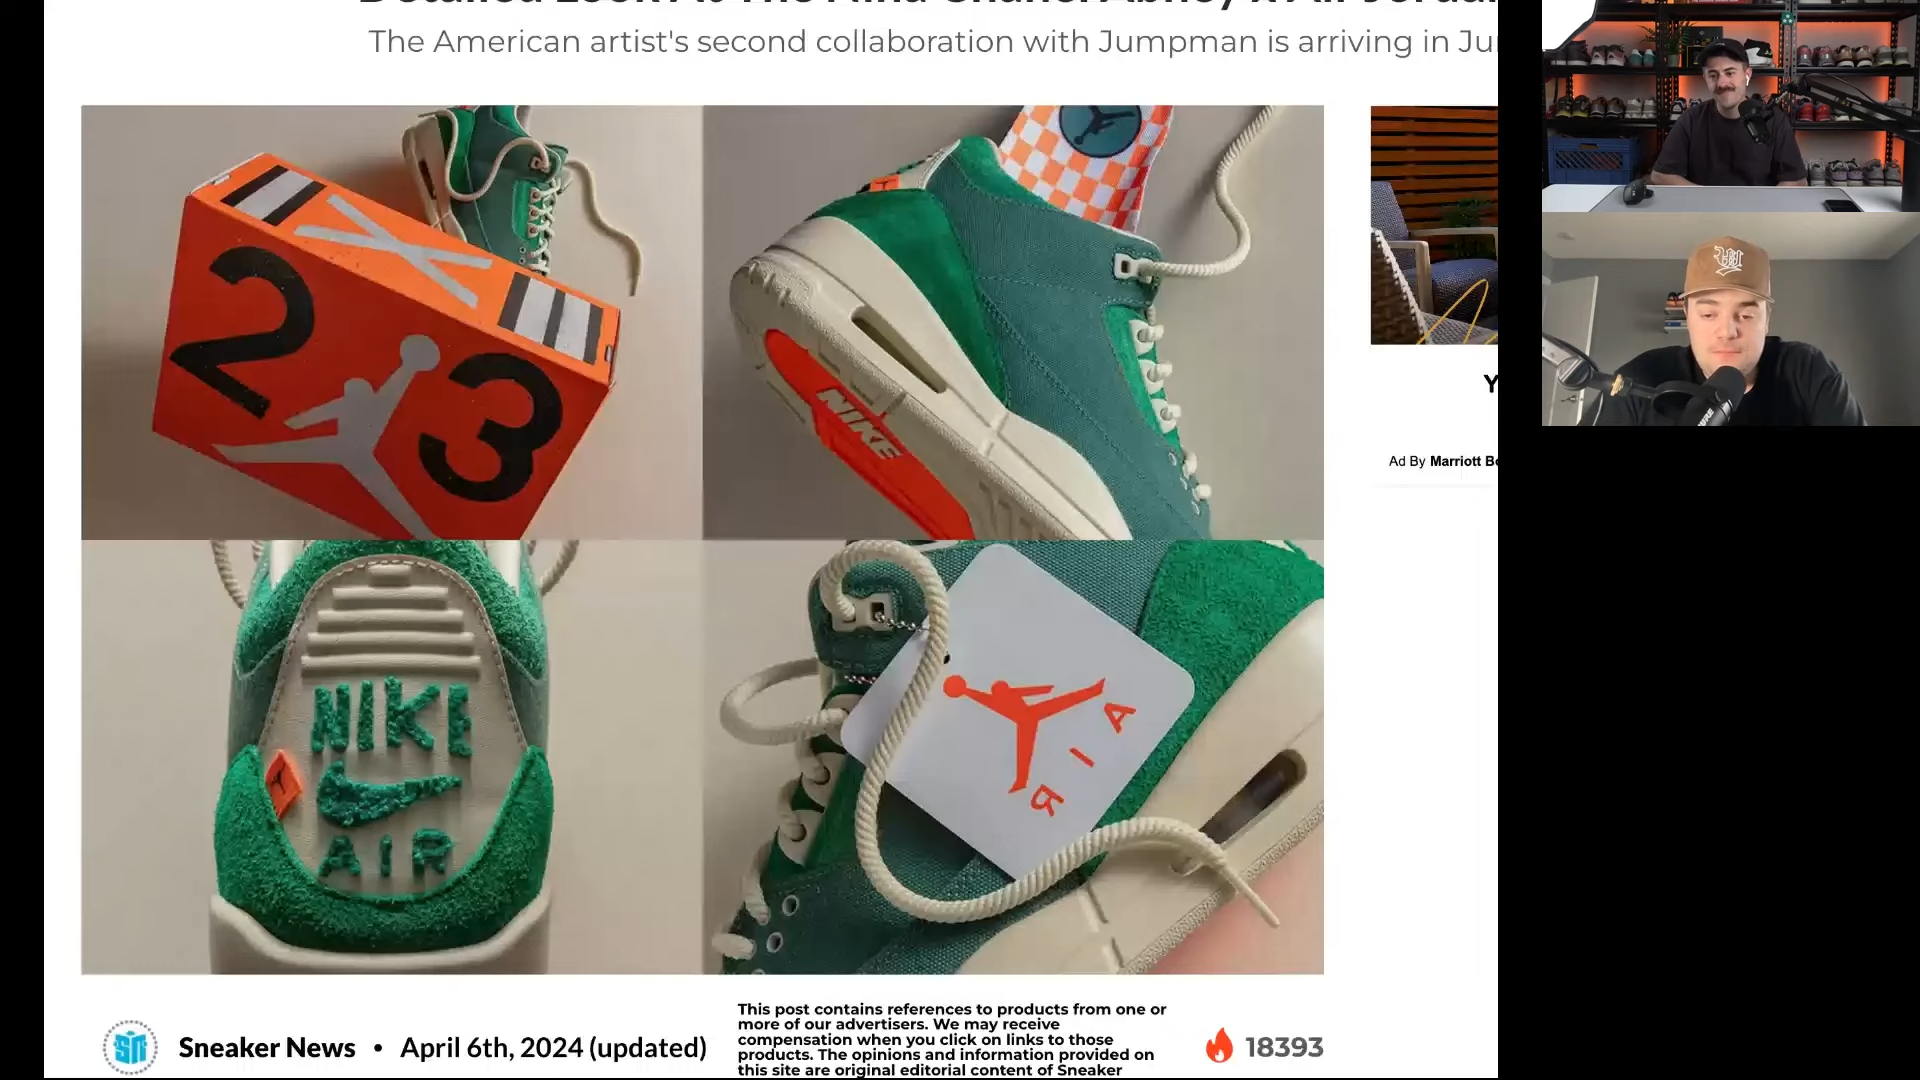 The American artist's second collaboration with Jumpman is arriving in
2 3
NIKE
NIKE
AIR
A I R
Y
Ad By Marriott
Sneaker News • April 6th, 2024 (updated)
This post contains references to products from one or
more of our advertisers. We may receive
compensation when you click on links to those
products. The opinions and information provided on
this site are original editorial content of Sneaker
18393